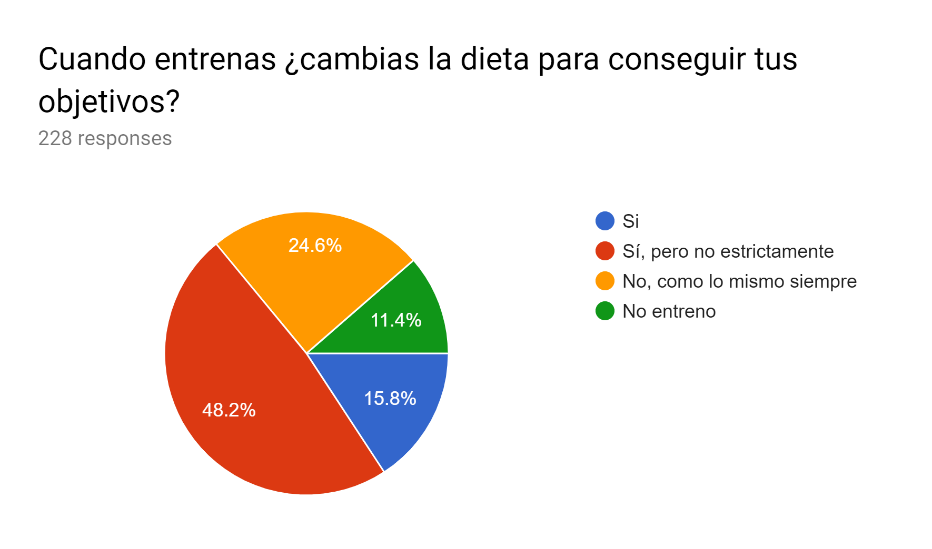 Cuando entrenas ¿cambias la dieta para conseguir tus
objetivos?
228 responses
24.6%
11.4%
15.8%
48.2%
Si
Sí, pero no estrictamente
No, como lo mismo siempre
No entreno